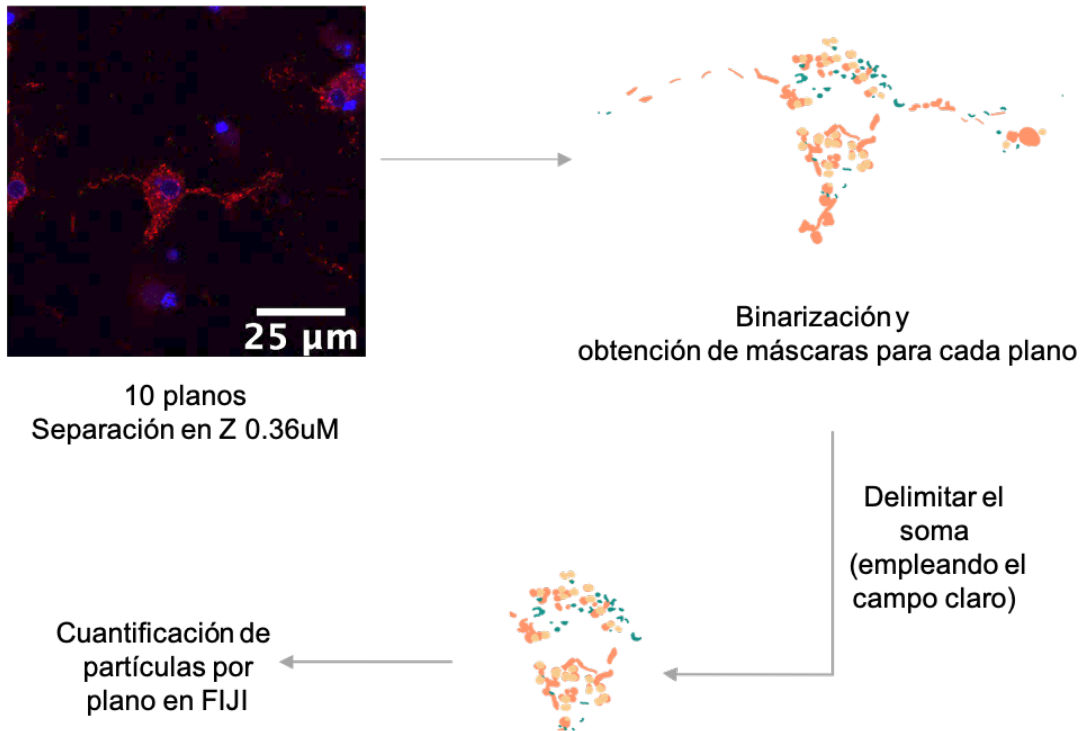 25 µm
10 planos
Separación en Z 0.36uM
Binarización y
obtención de máscaras para cada plano
Delimitar el
soma
(empleando el
campo claro)
Cuantificación de
partículas por
plano en FIJI